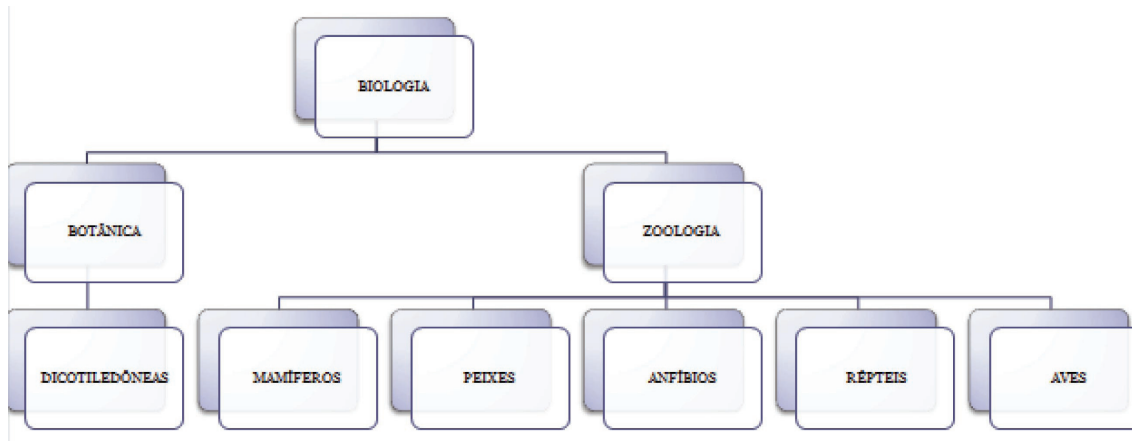 BIOLOGIA
BOTÂNICA
ZOOLOGIA
DICOTILEDÔNEAS
MAMÍFEROS
PEIXES
ANFÍBIOS
RÉPTEIS
AVES